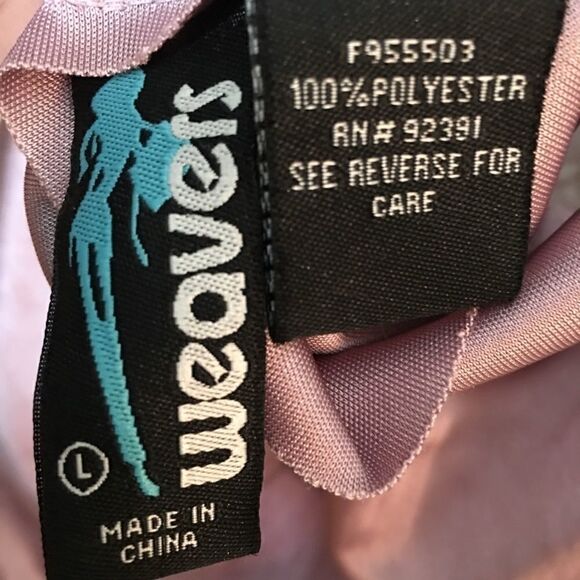 weavers
L
MADE IN
CHINA
F955503
100%POLYESTER
RN# 92391
SEE REVERSE FOR
CARE